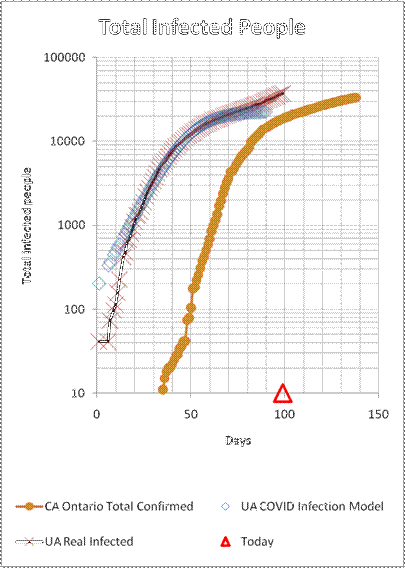 Total Infected People
100000
10000
1000
100
10
Total Infected people
0 50 100 150
Days
CA Ontario Total Confirmed
UA COVID Infection Model
UA Real Infected
Today